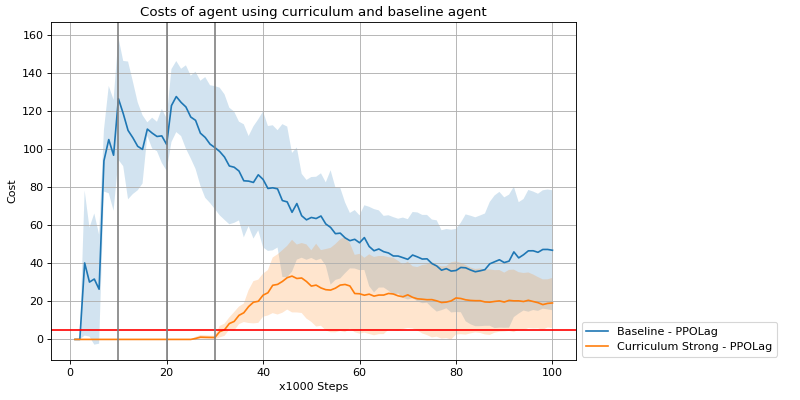 Costs of agent using curriculum and baseline agent
160
140
120
100
80
60
40
20
0
Cost
0 20 40 60 80 100
x1000 Steps
Baseline - PPOLag
Curriculum Strong - PPOLag